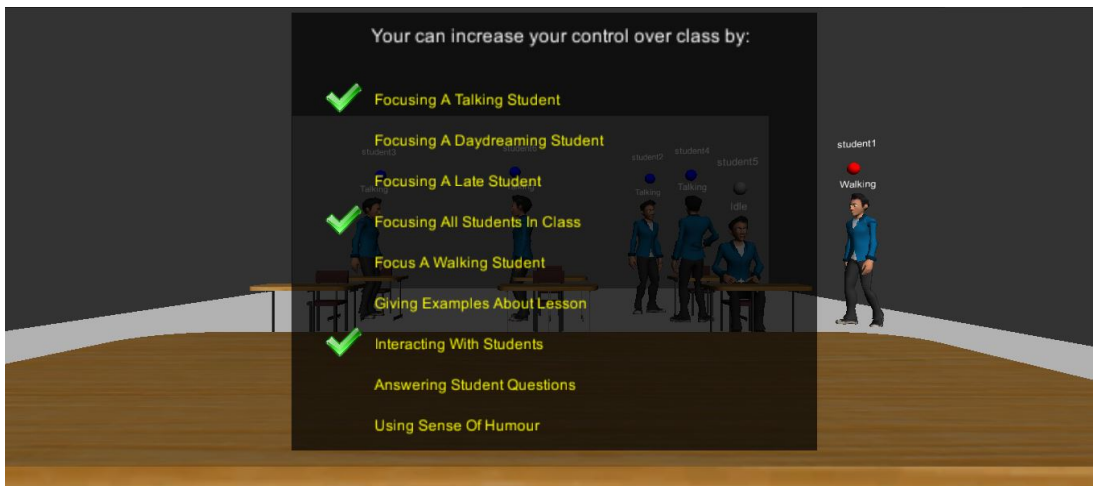 Your can increase your control over class by:
Focusing A Talking Student
Focusing A Daydreaming Student
Focusing A Late Student
Focusing All Students In Class
Focus A Walking Student
Giving Examples About Lesson
Interacting With Students
Answering Student Questions
Using Sense Of Humour
student3
Talking
student2
Talking
student4
Talking
student5
Idle
student1
Walking